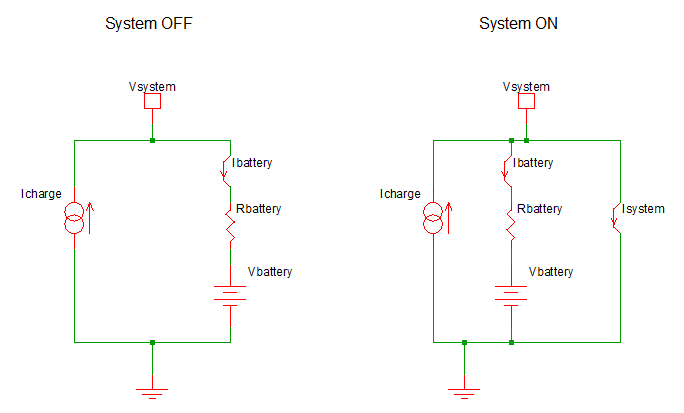 System OFF
System ON
Vsystem
Vsystem
Ibattery
Ibattery
Icharge
Rbattery
Icharge
Rbattery
Isystem
Vbattery
Vbattery